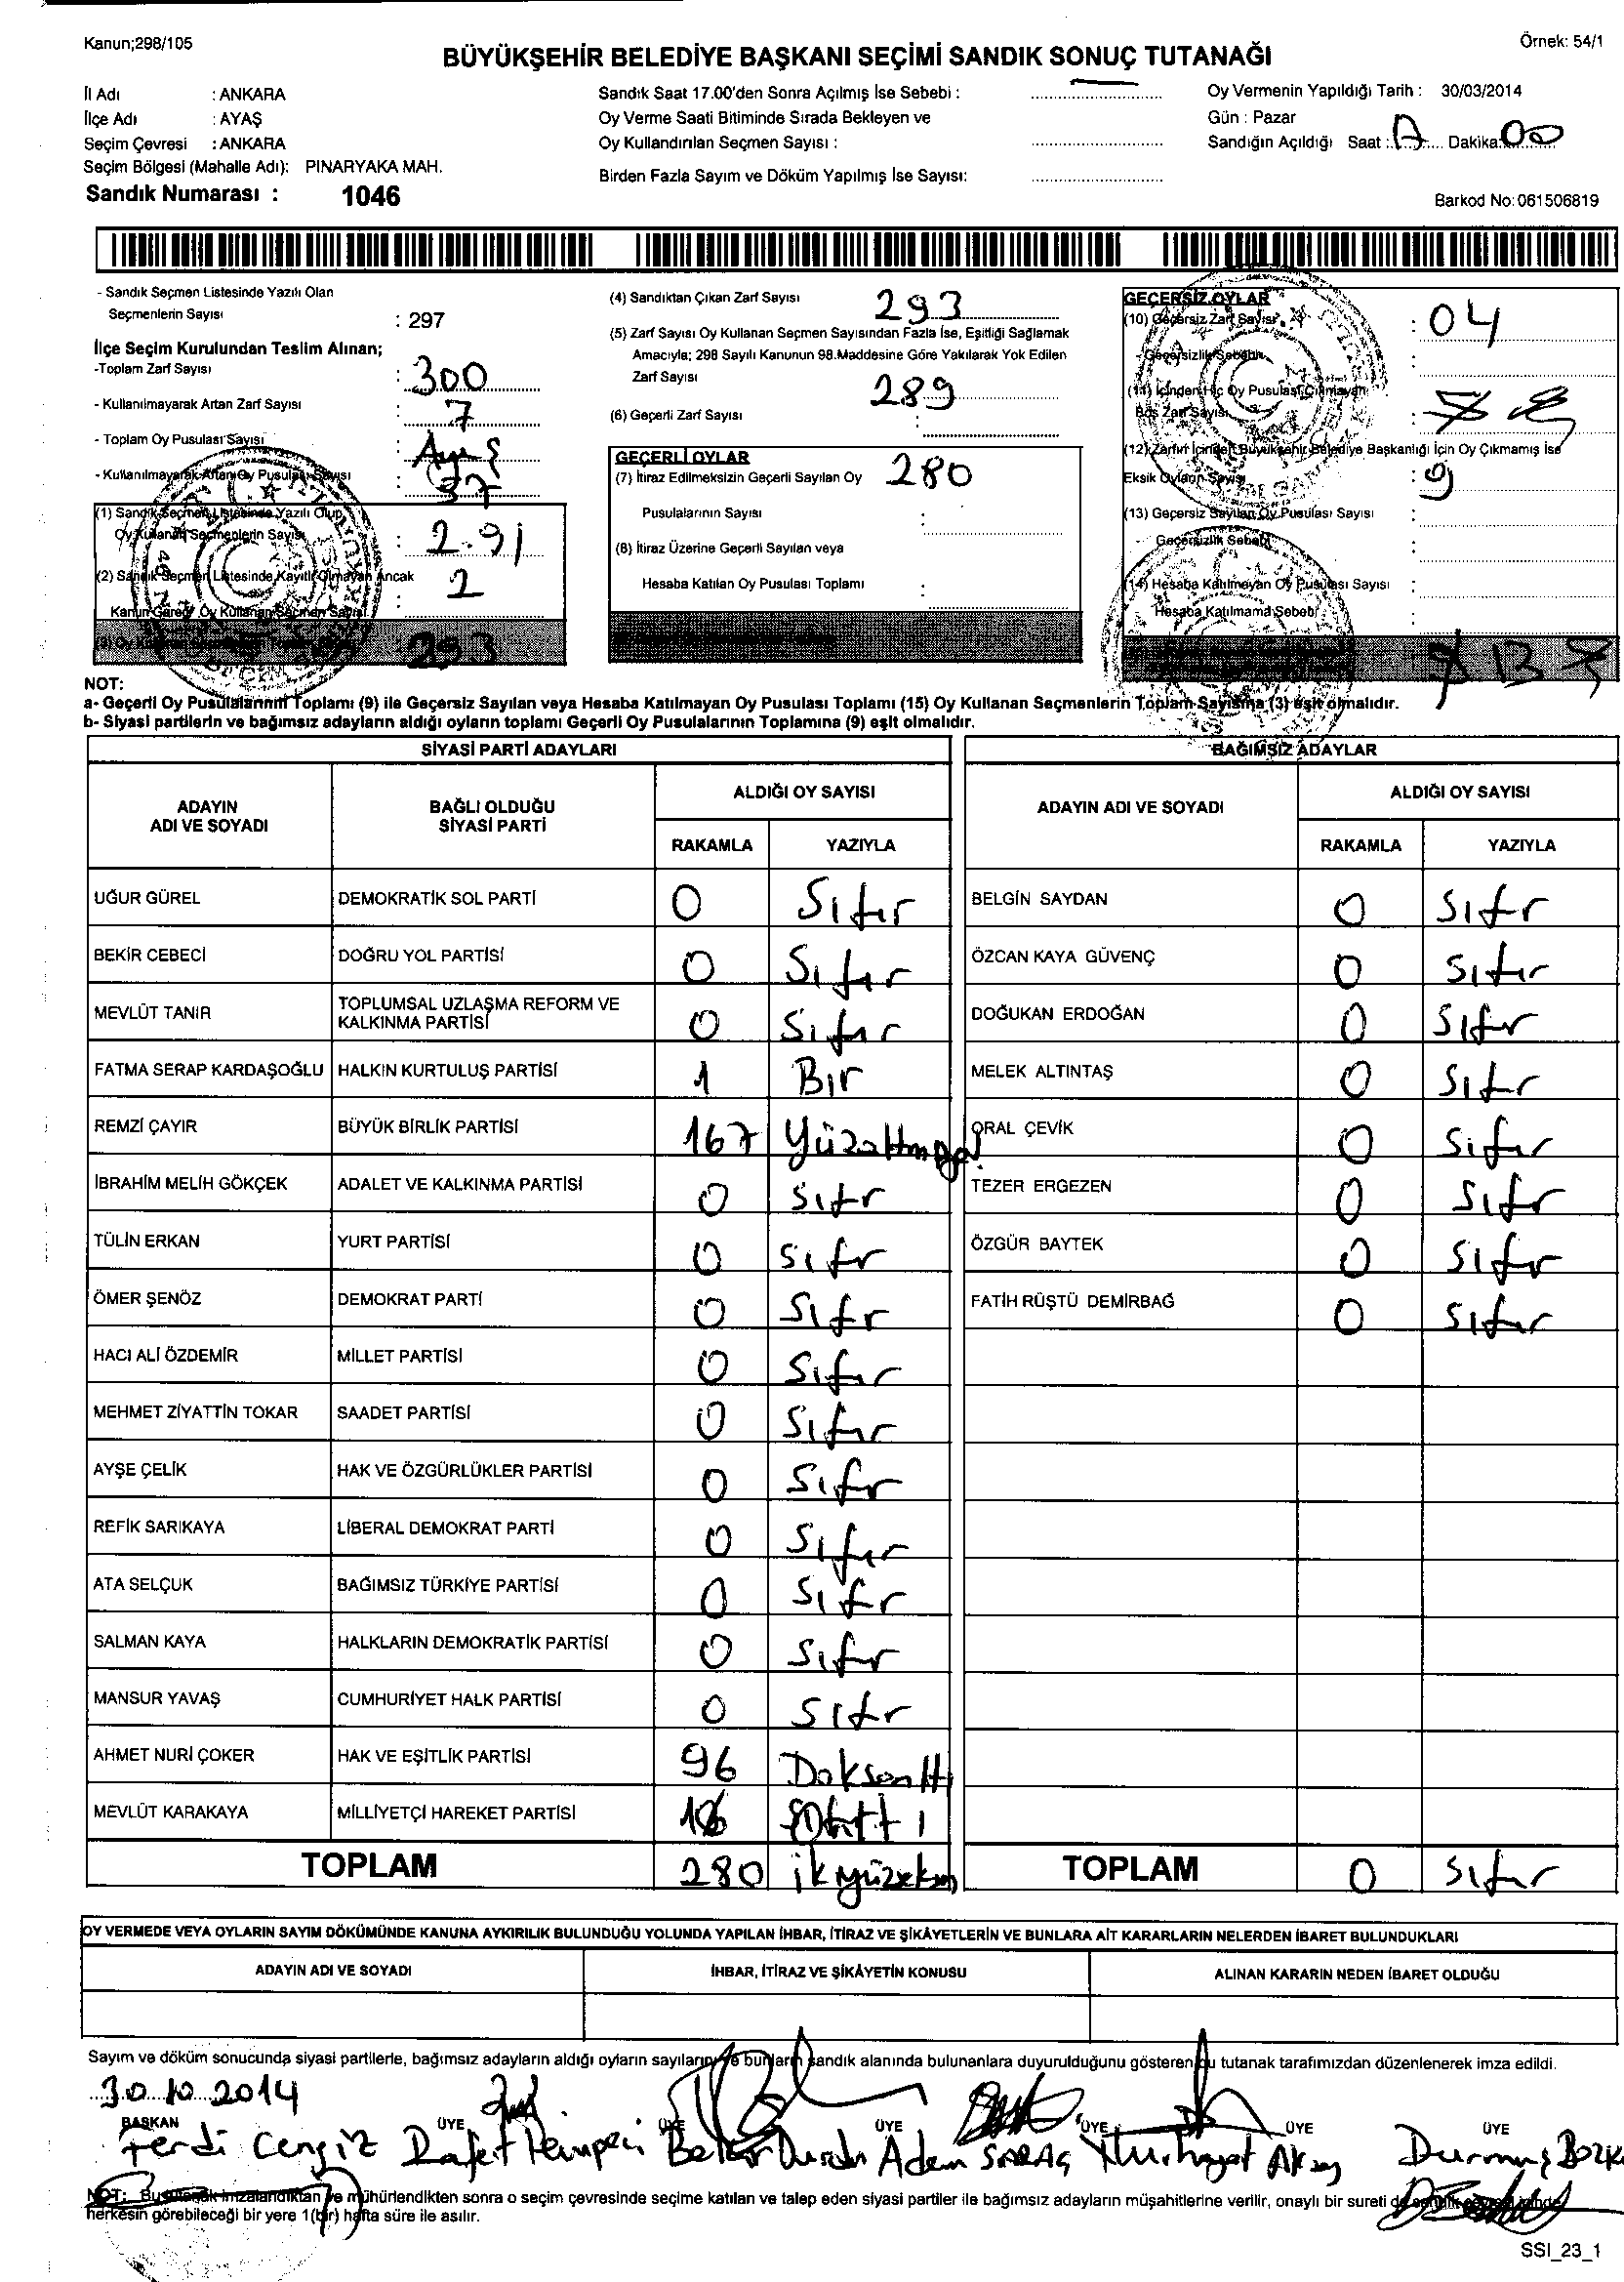 Kanun;298/105
Örnek: 54/1
BÜYÜKŞEHİR BELEDİYE BAŞKANI SEÇİMİ SANDIK SONUÇ TUTANAĞI
İl Adı : ANKARA
İlçe Adı : AYAŞ
Seçim Çevresi : ANKARA
Seçim Bölgesi (Mahalle Adı): PINARYAKA MAH.
Sandık Numarası : 1046
Sandık Saat 17.00'den Sonra Açılmış İse Sebebi :
Oy Verme Saati Bitiminde Sırada Bekleyen ve
Oy Kullandırılan Seçmen Sayısı :
Birden Fazla Sayım ve Döküm Yapılmış İse Sayısı:
Oy Vermenin Yapıldığı Tarih : 30/03/2014
Gün : Pazar
Sandığın Açıldığı Saat : Dakika: 00
Barkod No:061506819
- Sandık Seçmen Listesinde Yazılı Olan
Seçmenlerin Sayısı : 297
İlçe Seçim Kurulundan Teslim Alınan;
-Toplam Zarf Sayısı : 300
- Kullanılmayarak Artan Zarf Sayısı : 7
- Toplam Oy Pusulası Sayısı :
- Kullanılmayarak Artan Oy Pusulası Sayısı : 37
(1) Sandık Seçmen Listesinde Yazılı Olup
Oy Kullanan Seçmenlerin Sayısı : 291
(2) Sandık Seçmen Listesinde Kayıtlı Olmayan Ancak
Kanun Gereği Oy Kullanan Seçmen Sayısı : 2
293
(4) Sandıktan Çıkan Zarf Sayısı 293
(5) Zarf Sayısı Oy Kullanan Seçmen Sayısından Fazla İse, Eşitliği Sağlamak
Amacıyla; 298 Sayılı Kanunun 98.Maddesine Göre Yakılarak Yok Edilen
Zarf Sayısı
289
(6) Geçerli Zarf Sayısı :
GEÇERLİ OYLAR
(7) İtiraz Edilmeksizin Geçerli Sayılan Oy 280
Pusulalarının Sayısı :
(8) İtiraz Üzerine Geçerli Sayılan veya
Hesaba Katılan Oy Pusulası Toplamı :
GEÇERSİZ OYLAR
(10) Geçersiz Zarf Sayısı : 04
- Geçersizlik Sebebi :
(11) İçinden Hiç Oy Pusulası Çıkmayan
Boş Zarf Sayısı :
(12) Zarfın İçinden Büyükşehir Belediye Başkanlığı İçin Oy Çıkmamış İse
Eksik Oyların Sayısı : 9
(13) Geçersiz Sayılan Oy Pusulası Sayısı :
Geçersizlik Sebebi :
(14) Hesaba Katılmayan Oy Pusulası Sayısı :
Hesaba Katılmama Sebebi :
13
NOT:
a- Geçerli Oy Pusulalarının Toplamı (9) ile Geçersiz Sayılan veya Hesaba Katılmayan Oy Pusulası Toplamı (15) Oy Kullanan Seçmenlerin Toplam Sayısına (3) eşit olmalıdır.
b- Siyasi partilerin ve bağımsız adayların aldığı oyların toplamı Geçerli Oy Pusulalarının Toplamına (9) eşit olmalıdır.
SİYASİ PARTİ ADAYLARI
ADAYIN ADI VE SOYADI BAĞLI OLDUĞU SİYASİ PARTİ ALDIĞI OY SAYISI
RAKAMLA YAZIYLA
UĞUR GÜREL DEMOKRATİK SOL PARTİ 0 Sıfır
BEKİR CEBECİ DOĞRU YOL PARTİSİ 0 Sıfır
MEVLÜT TANIR TOPLUMSAL UZLAŞMA REFORM VE KALKINMA PARTİSİ 0 Sıfır
FATMA SERAP KARDAŞOĞLU HALKIN KURTULUŞ PARTİSİ 1 Bir
REMZİ ÇAYIR BÜYÜK BİRLİK PARTİSİ 167
İBRAHİM MELİH GÖKÇEK ADALET VE KALKINMA PARTİSİ 0 Sıfır
TÜLİN ERKAN YURT PARTİSİ 0 Sıfır
ÖMER ŞENÖZ DEMOKRAT PARTİ 0 Sıfır
HACI ALİ ÖZDEMİR MİLLET PARTİSİ 0 Sıfır
MEHMET ZİYATTİN TOKAR SAADET PARTİSİ 0 Sıfır
AYŞE ÇELİK HAK VE ÖZGÜRLÜKLER PARTİSİ 0 Sıfır
REFİK SARIKAYA LİBERAL DEMOKRAT PARTİ 0 Sıfır
ATA SELÇUK BAĞIMSIZ TÜRKİYE PARTİSİ 0 Sıfır
SALMAN KAYA HALKLARIN DEMOKRATİK PARTİSİ 0 Sıfır
MANSUR YAVAŞ CUMHURİYET HALK PARTİSİ 0 Sıfır
AHMET NURİ ÇOKER HAK VE EŞİTLİK PARTİSİ 96 Doksanltı
MEVLÜT KARAKAYA MİLLİYETÇİ HAREKET PARTİSİ 16
TOPLAM 280 ikiyüzseksen
BAĞIMSIZ ADAYLAR
ADAYIN ADI VE SOYADI ALDIĞI OY SAYISI
RAKAMLA YAZIYLA
BELGİN SAYDAN 0 Sıfır
ÖZCAN KAYA GÜVENÇ 0 Sıfır
DOĞUKAN ERDOĞAN 0 Sıfır
MELEK ALTINTAŞ 0 Sıfır
ORAL ÇEVİK 0 Sıfır
TEZER ERGEZEN 0 Sıfır
ÖZGÜR BAYTEK 0 Sıfır
FATİH RÜŞTÜ DEMİRBAĞ 0 Sıfır
TOPLAM 0 Sıfır
OY VERMEDE VEYA OYLARIN SAYIM DÖKÜMÜNDE KANUNA AYKIRILIK BULUNDUĞU YOLUNDA YAPILAN İHBAR, İTİRAZ VE ŞİKÂYETLERİN VE BUNLARA AİT KARARLARIN NELERDEN İBARET BULUNDUKLARI
ADAYIN ADI VE SOYADI İHBAR, İTİRAZ VE ŞİKÂYETİN KONUSU ALINAN KARARIN NEDEN İBARET OLDUĞU
Sayım ve döküm sonucunda siyasi partilerle, bağımsız adayların aldığı oyların sayılarını ve bunların sandık alanında bulunanlara duyurulduğunu gösteren bu tutanak tarafımızdan düzenlenerek imza edildi.
30.10.2014
BAŞKAN ÜYE ÜYE ÜYE ÜYE ÜYE ÜYE
Ferdi Cengiz Rafet Adem SARAÇ Nurhayat Durmuş
NOT: Bu tutanak imzalandıktan ve mühürlendikten sonra o seçim çevresinde seçime katılan ve talep eden siyasi partiler ile bağımsız adayların müşahitlerine verilir, onaylı bir sureti de
herkesin görebileceği bir yere 1(bir) hafta süre ile asılır.
SSI_23_1